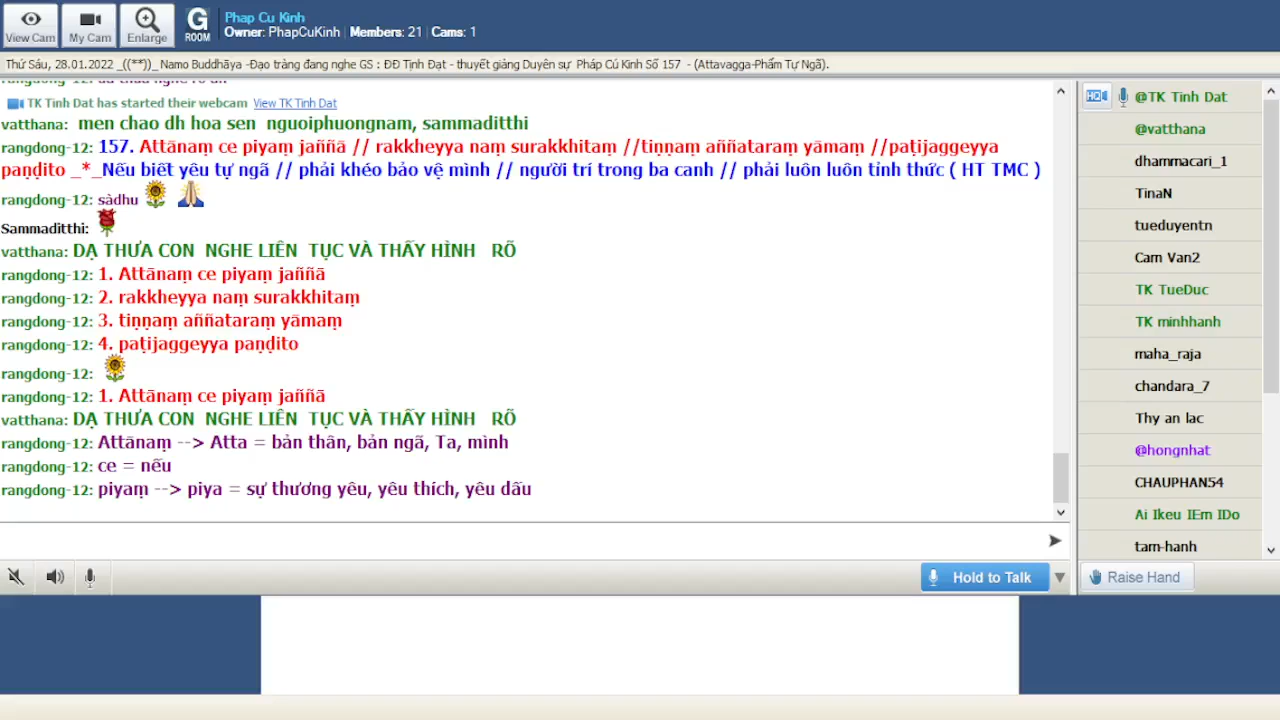 View Cam
My Cam
Enlarge
G
ROOM
Phap Cu Kinh
Owner: PhapCuKinh | Members: 21 | Cams: 1
Thứ Sáu, 28.01.2022 _((**))_ Namo Buddhāya -Đạo tràng đang nghe GS : ĐĐ Tịnh Đạt - thuyết giảng Duyên sự Pháp Cú Kinh Số 157 - (Attavagga-Phẩm Tự Ngã).
TK Tinh Dat has started their webcam View TK Tinh Dat
vatthana: men chao dh hoa sen nguoiphuongnam, sammaditthi
rangdong-12: 157. Attānaṃ ce piyaṃ jaññā // rakkheyya naṃ surakkhitaṃ //tiṇṇaṃ aññataraṃ yāmaṃ //paṭijaggeyya
paṇḍito _*_Nếu biết yêu tự ngã // phải khéo bảo vệ mình // người trí trong ba canh // phải luôn luôn tỉnh thức ( HT TMC )
rangdong-12: sàdhu
Sammaditthi:
vatthana: DẠ THƯA CON NGHE LIÊN TỤC VÀ THẤY HÌNH RÕ
rangdong-12: 1. Attānaṃ ce piyaṃ jaññā
rangdong-12: 2. rakkheyya naṃ surakkhitaṃ
rangdong-12: 3. tiṇṇaṃ aññataraṃ yāmaṃ
rangdong-12: 4. paṭijaggeyya paṇḍito
rangdong-12:
rangdong-12: 1. Attānaṃ ce piyaṃ jaññā
vatthana: DẠ THƯA CON NGHE LIÊN TỤC VÀ THẤY HÌNH RÕ
rangdong-12: Attānaṃ --> Atta = bản thân, bản ngã, Ta, mình
rangdong-12: ce = nếu
rangdong-12: piyaṃ --> piya = sự thương yêu, yêu thích, yêu dấu
HQ
@TK Tinh Dat
@vatthana
dhammacari_1
TinaN
tueduyentn
Cam Van2
TK TueDuc
TK minhhanh
maha_raja
chandara_7
Thy an lac
@hongnhat
CHAUPHAN54
Ai Ikeu IEm IDo
tam-hanh
Hold to Talk
Raise Hand